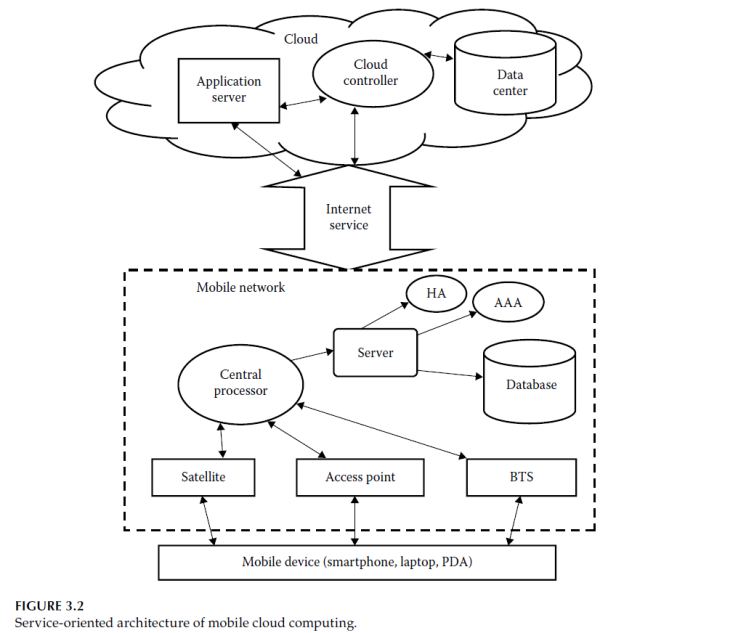 Cloud
Application
server
Cloud
controller
Data
center
Internet
service
Mobile network
HA
AAA
Server
Central
processor
Database
Satellite
Access point
BTS
Mobile device (smartphone, laptop, PDA)
FIGURE 3.2
Service-oriented architecture of mobile cloud computing.